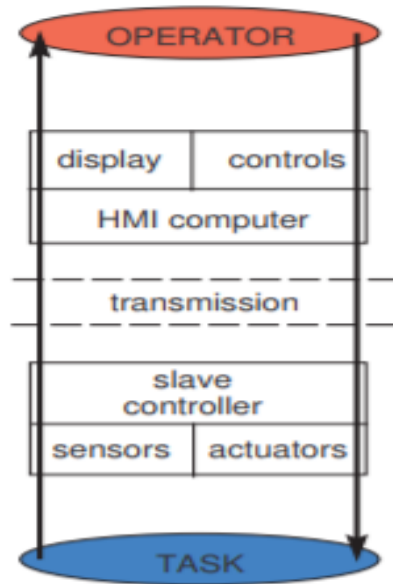 OPERATOR
display controls
HMI computer
transmission
slave
controller
sensors actuators
TASK